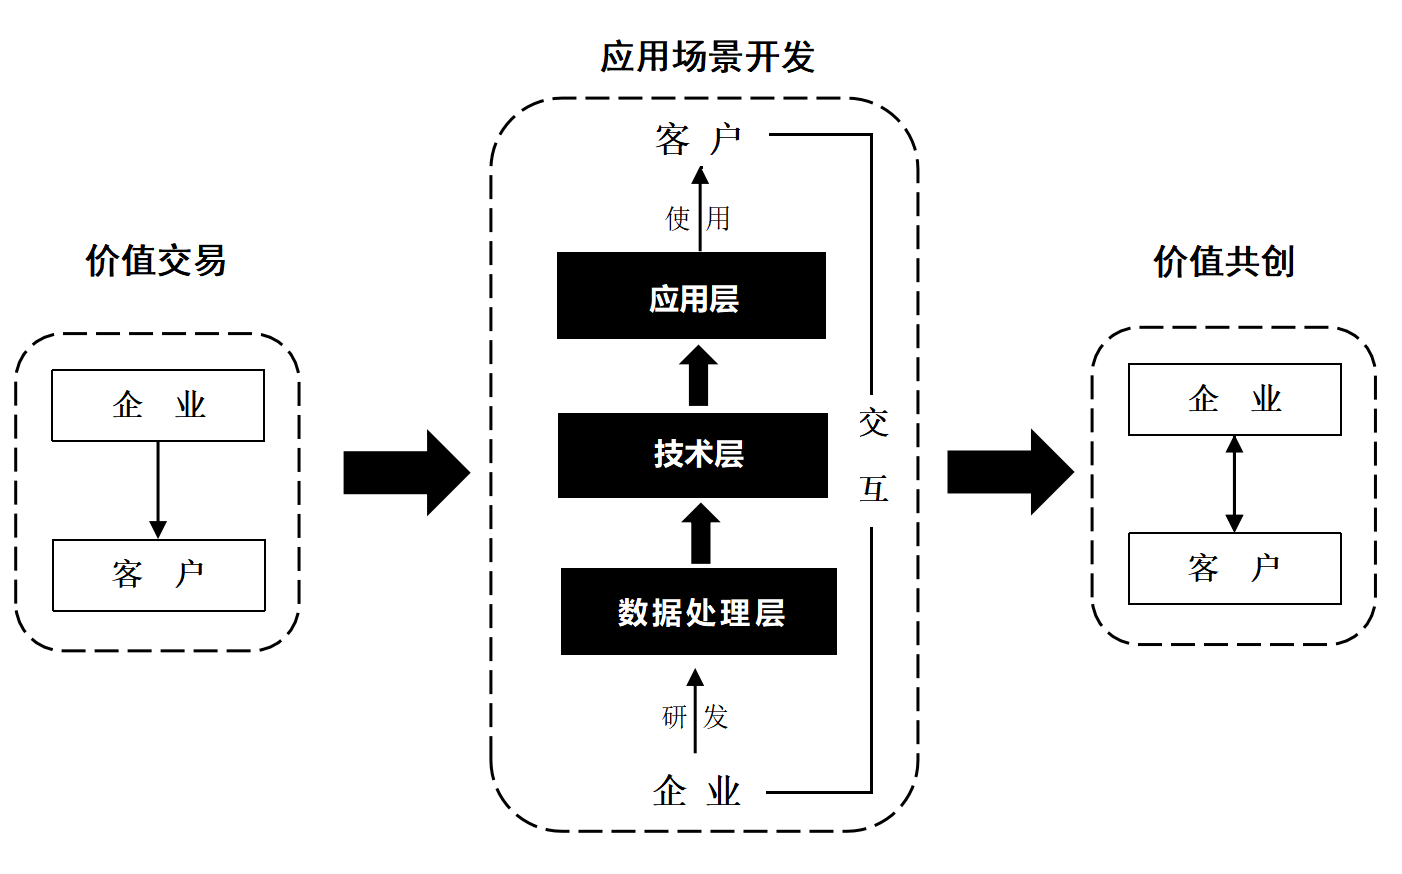 价值交易
企 业
客 户
应用场景开发
客 户
使 用
应用层
技术层
数据处理层
研 发
企 业
交
互
价值共创
企 业
客 户